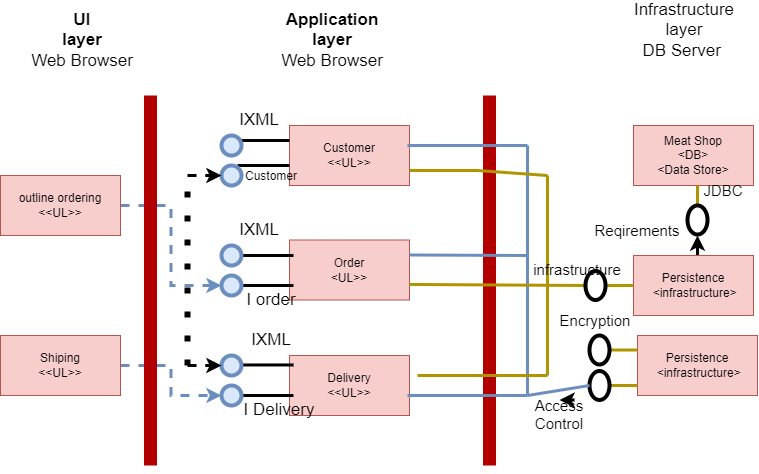 UI
layer
Web Browser
Application
layer
Web Browser
Infrastructure
layer
DB Server
IXML
Customer
<<UL>>
Customer
Meat Shop
<DB>
<Data Store>
JDBC
outline ordering
<<UL>>
IXML
Order
<UL>>
I order
Reqirements
infrastructure
Persistence
<infrastructure>
Encryption
IXML
Shiping
<<UL>>
Delivery
<<UL>>
I Delivery
Persistence
<infrastructure>
Access
Control